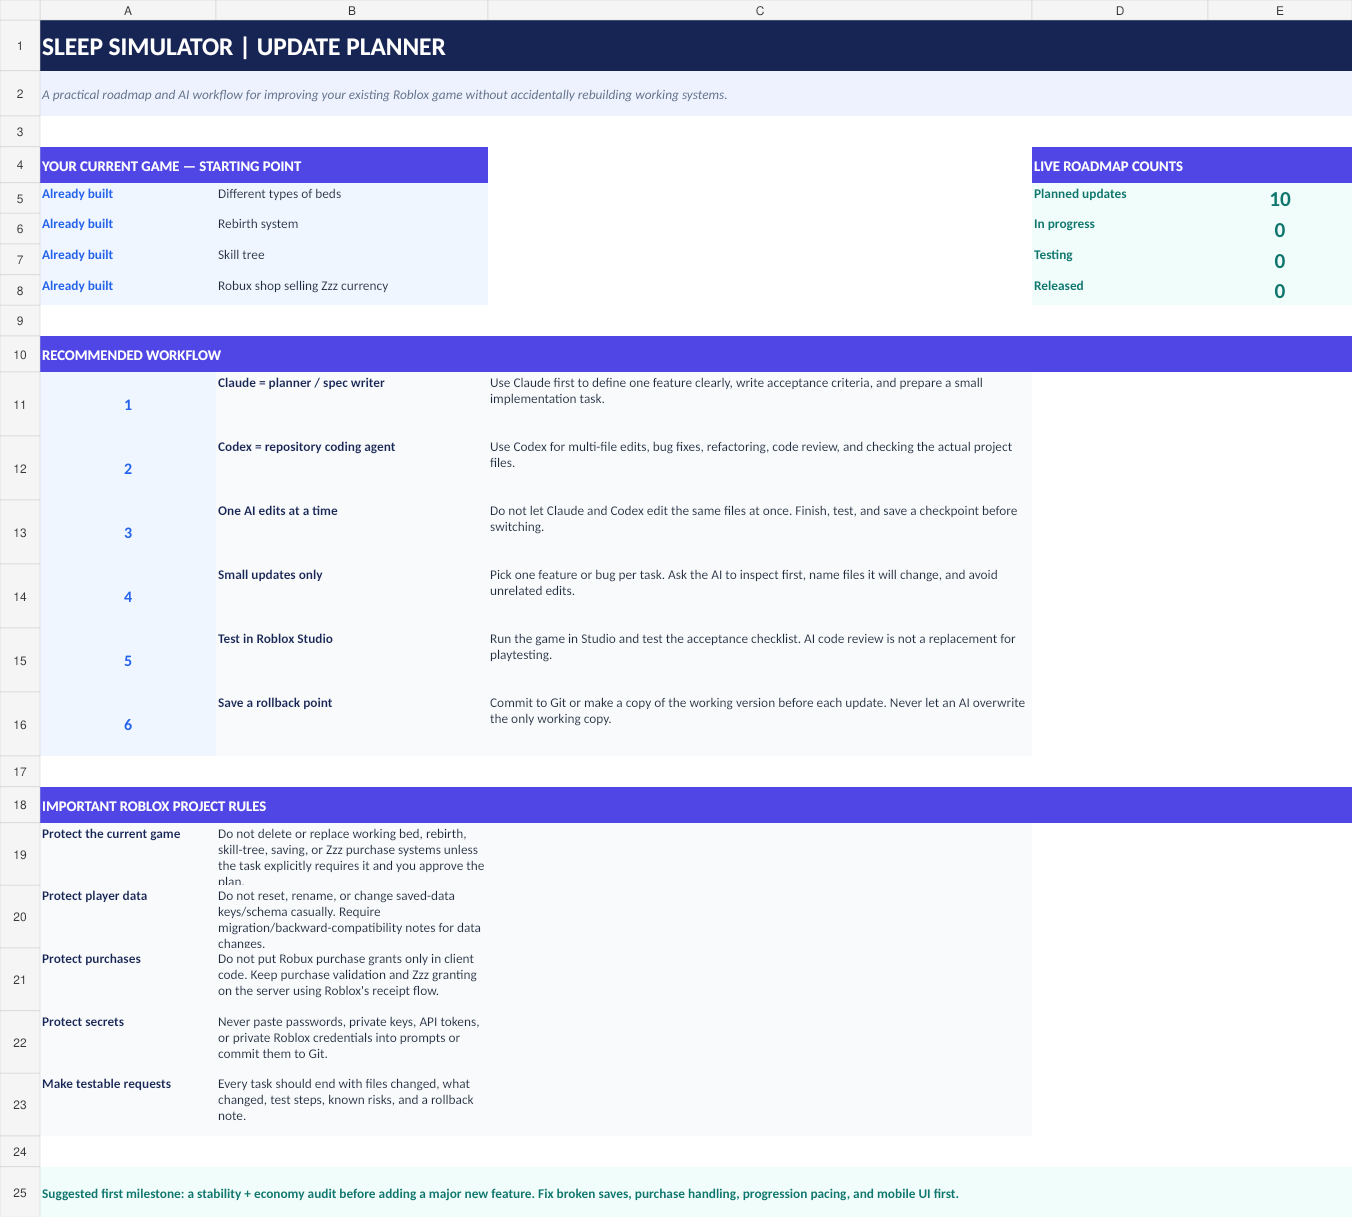 A B C D E
1 SLEEP SIMULATOR | UPDATE PLANNER
2 A practical roadmap and AI workflow for improving your existing Roblox game without accidentally rebuilding working systems.
3
4 YOUR CURRENT GAME — STARTING POINT LIVE ROADMAP COUNTS
5 Already built Different types of beds Planned updates 10
6 Already built Rebirth system In progress 0
7 Already built Skill tree Testing 0
8 Already built Robux shop selling Zzz currency Released 0
9
10 RECOMMENDED WORKFLOW
11 1 Claude = planner / spec writer Use Claude first to define one feature clearly, write acceptance criteria, and prepare a small
implementation task.
12 2 Codex = repository coding agent Use Codex for multi-file edits, bug fixes, refactoring, code review, and checking the actual project
files.
13 3 One AI edits at a time Do not let Claude and Codex edit the same files at once. Finish, test, and save a checkpoint before
switching.
14 4 Small updates only Pick one feature or bug per task. Ask the AI to inspect first, name files it will change, and avoid
unrelated edits.
15 5 Test in Roblox Studio Run the game in Studio and test the acceptance checklist. AI code review is not a replacement for
playtesting.
16 6 Save a rollback point Commit to Git or make a copy of the working version before each update. Never let an AI overwrite
the only working copy.
17
18 IMPORTANT ROBLOX PROJECT RULES
19 Protect the current game Do not delete or replace working bed, rebirth,
skill-tree, saving, or Zzz purchase systems unless
the task explicitly requires it and you approve the
plan.
20 Protect player data Do not reset, rename, or change saved-data
keys/schema casually. Require
migration/backward-compatibility notes for data
changes.
21 Protect purchases Do not put Robux purchase grants only in client
code. Keep purchase validation and Zzz granting
on the server using Roblox's receipt flow.
22 Protect secrets Never paste passwords, private keys, API tokens,
or private Roblox credentials into prompts or
commit them to Git.
23 Make testable requests Every task should end with files changed, what
changed, test steps, known risks, and a rollback
note.
24
25 Suggested first milestone: a stability + economy audit before adding a major new feature. Fix broken saves, purchase handling, progression pacing, and mobile UI first.